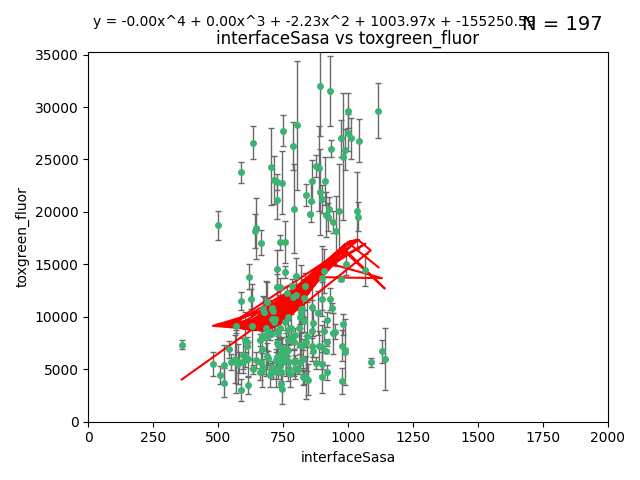 y = -0.00x^4 + 0.00x^3 + -2.23x^2 + 1003.97x + -155250.59
N = 197
interfaceSasa vs toxgreen_fluor
35000
30000
25000
20000
15000
10000
5000
0
toxgreen_fluor
0 250 500 750 1000 1250 1500 1750 2000
interfaceSasa